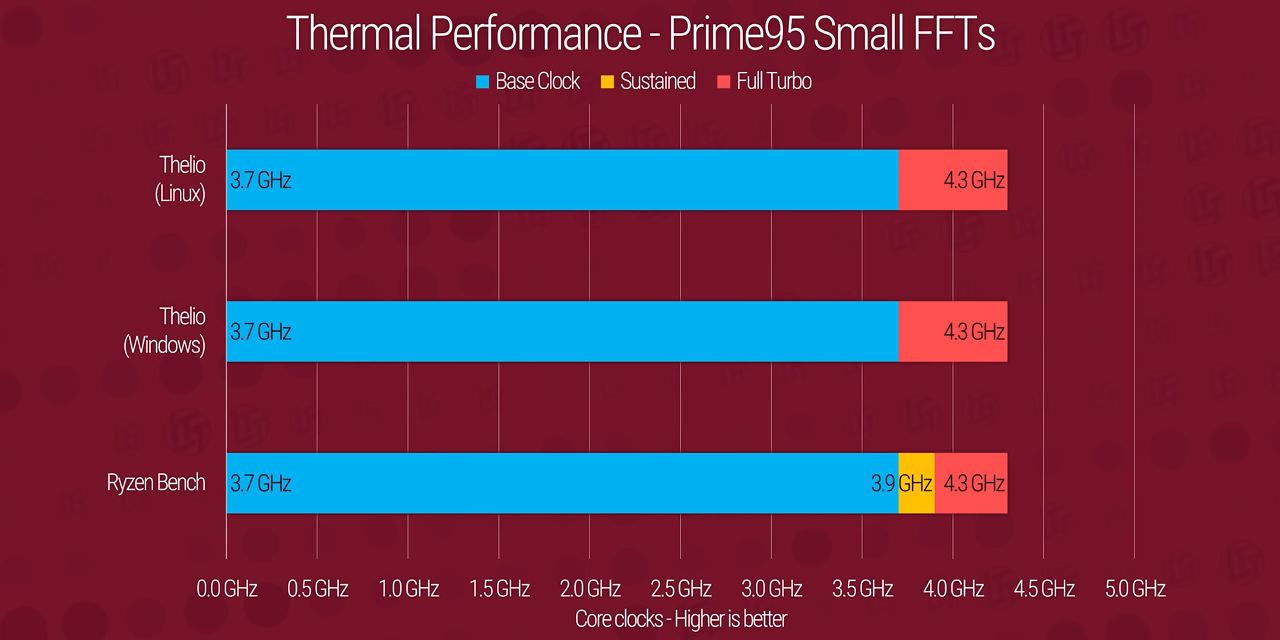 Thermal Performance - Prime95 Small FFTs
Base Clock Sustained Full Turbo
Thelio
(Linux)
3.7 GHz 4.3 GHz
Thelio
(Windows)
3.7 GHz 4.3 GHz
Ryzen Bench 3.7 GHz 3.9 GHz 4.3 GHz
0.0 GHz 0.5 GHz 1.0 GHz 1.5 GHz 2.0 GHz 2.5 GHz 3.0 GHz 3.5 GHz 4.0 GHz 4.5 GHz 5.0 GHz
Core clocks - Higher is better